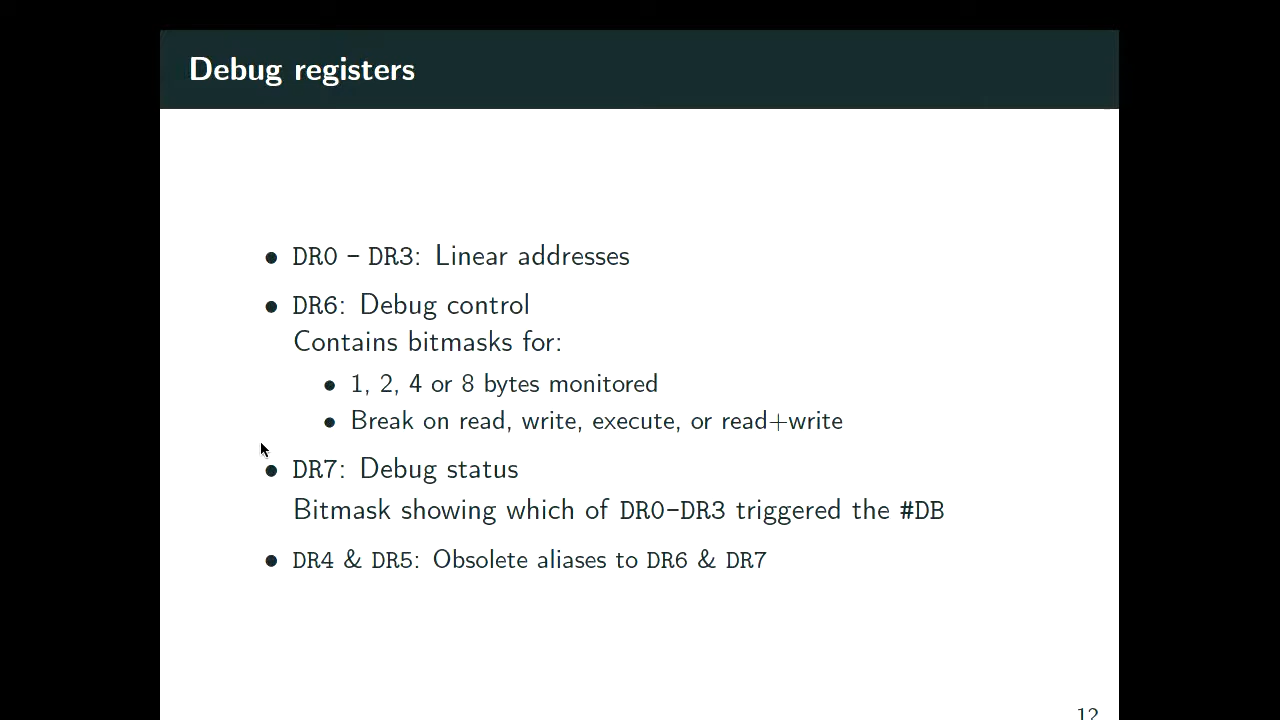 Debug registers
• DR0 – DR3: Linear addresses
• DR6: Debug control
Contains bitmasks for:
• 1, 2, 4 or 8 bytes monitored
• Break on read, write, execute, or read+write
• DR7: Debug status
Bitmask showing which of DR0–DR3 triggered the #DB
• DR4 & DR5: Obsolete aliases to DR6 & DR7
12